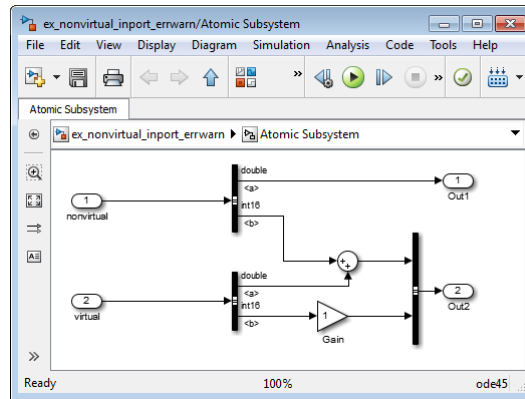 ex_nonvirtual_inport_errwarn/Atomic Subsystem
File Edit View Display Diagram Simulation Analysis Code Tools Help
» »
Atomic Subsystem
ex_nonvirtual_inport_errwarn Atomic Subsystem
double
1
<a>
1
int16
nonvirtual
Out1
<b>
++
double
2
<a>
2
int16
virtual
1
Out2
<b>
Gain
A
»
Ready 100% ode45